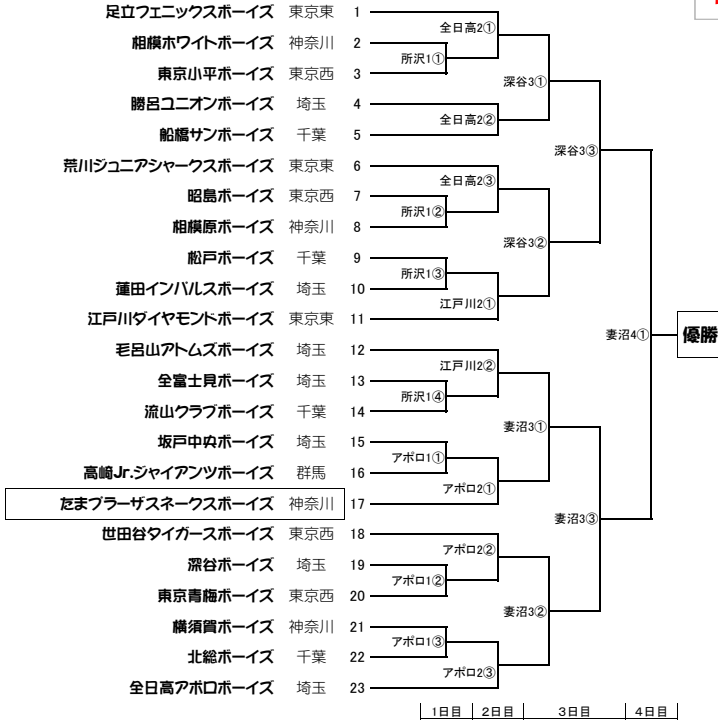 足立フェニックスボーイズ 東京東 1
全日高2①
相模ホワイトボーイズ 神奈川 2
所沢1①
東京小平ボーイズ 東京西 3
深谷3①
勝呂ユニオンボーイズ 埼玉 4
全日高2②
船橋サンボーイズ 千葉 5
深谷3③
荒川ジュニアシャークスボーイズ 東京東 6
全日高2③
昭島ボーイズ 東京西 7
所沢1②
相模原ボーイズ 神奈川 8
深谷3②
松戸ボーイズ 千葉 9
所沢1③
蓮田インパルスボーイズ 埼玉 10
江戸川2①
江戸川ダイヤモンドボーイズ 東京東 11
妻沼4①
優勝
毛呂山アトムズボーイズ 埼玉 12
江戸川2②
全富士見ボーイズ 埼玉 13
所沢1④
流山クラブボーイズ 千葉 14
妻沼3①
坂戸中央ボーイズ 埼玉 15
アポロ1①
高崎Jr.ジャイアンツボーイズ 群馬 16
アポロ2①
たまプラーザスネークスボーイズ 神奈川 17
妻沼3③
世田谷タイガースボーイズ 東京西 18
アポロ2②
深谷ボーイズ 埼玉 19
アポロ1②
東京青梅ボーイズ 東京西 20
妻沼3②
横須賀ボーイズ 神奈川 21
アポロ1③
北総ボーイズ 千葉 22
アポロ2③
全日高アポロボーイズ 埼玉 23
1日目 2日目 3日目 4日目